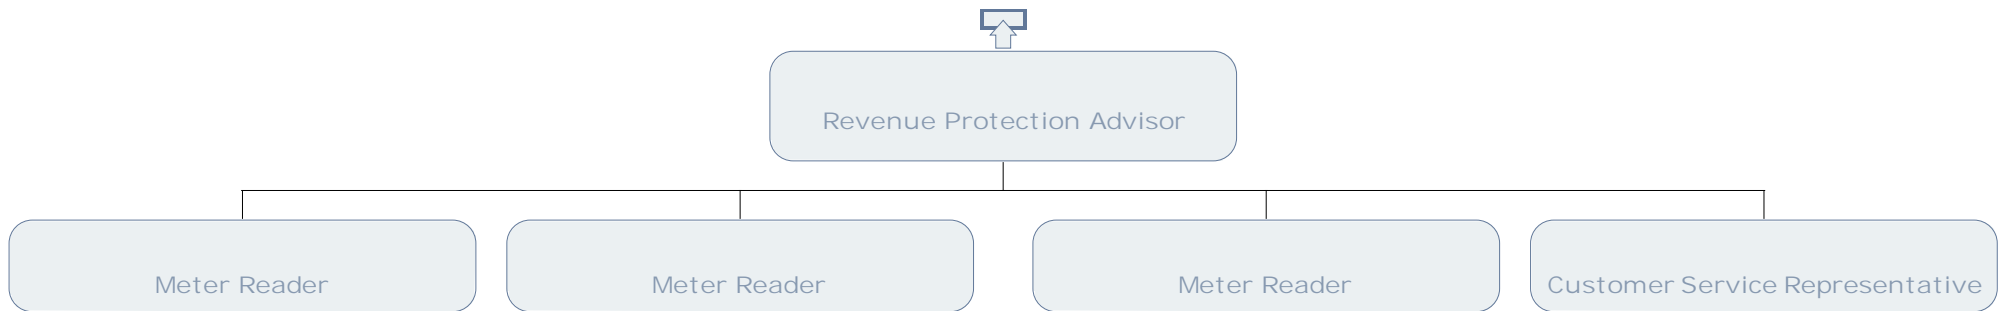 Revenue Protection Advisor
Meter Reader
Meter Reader
Meter Reader
Customer Service Representative